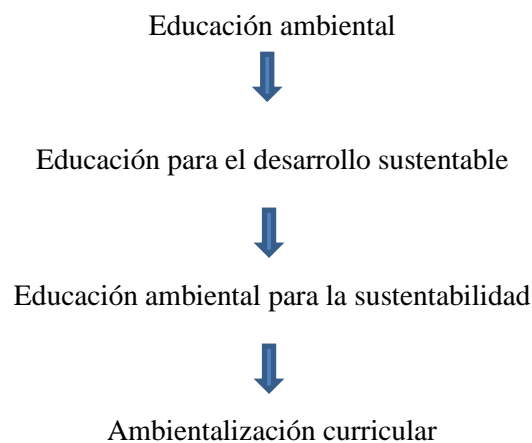 Educación ambiental
Educación para el desarrollo sustentable
Educación ambiental para la sustentabilidad
Ambientalización curricular